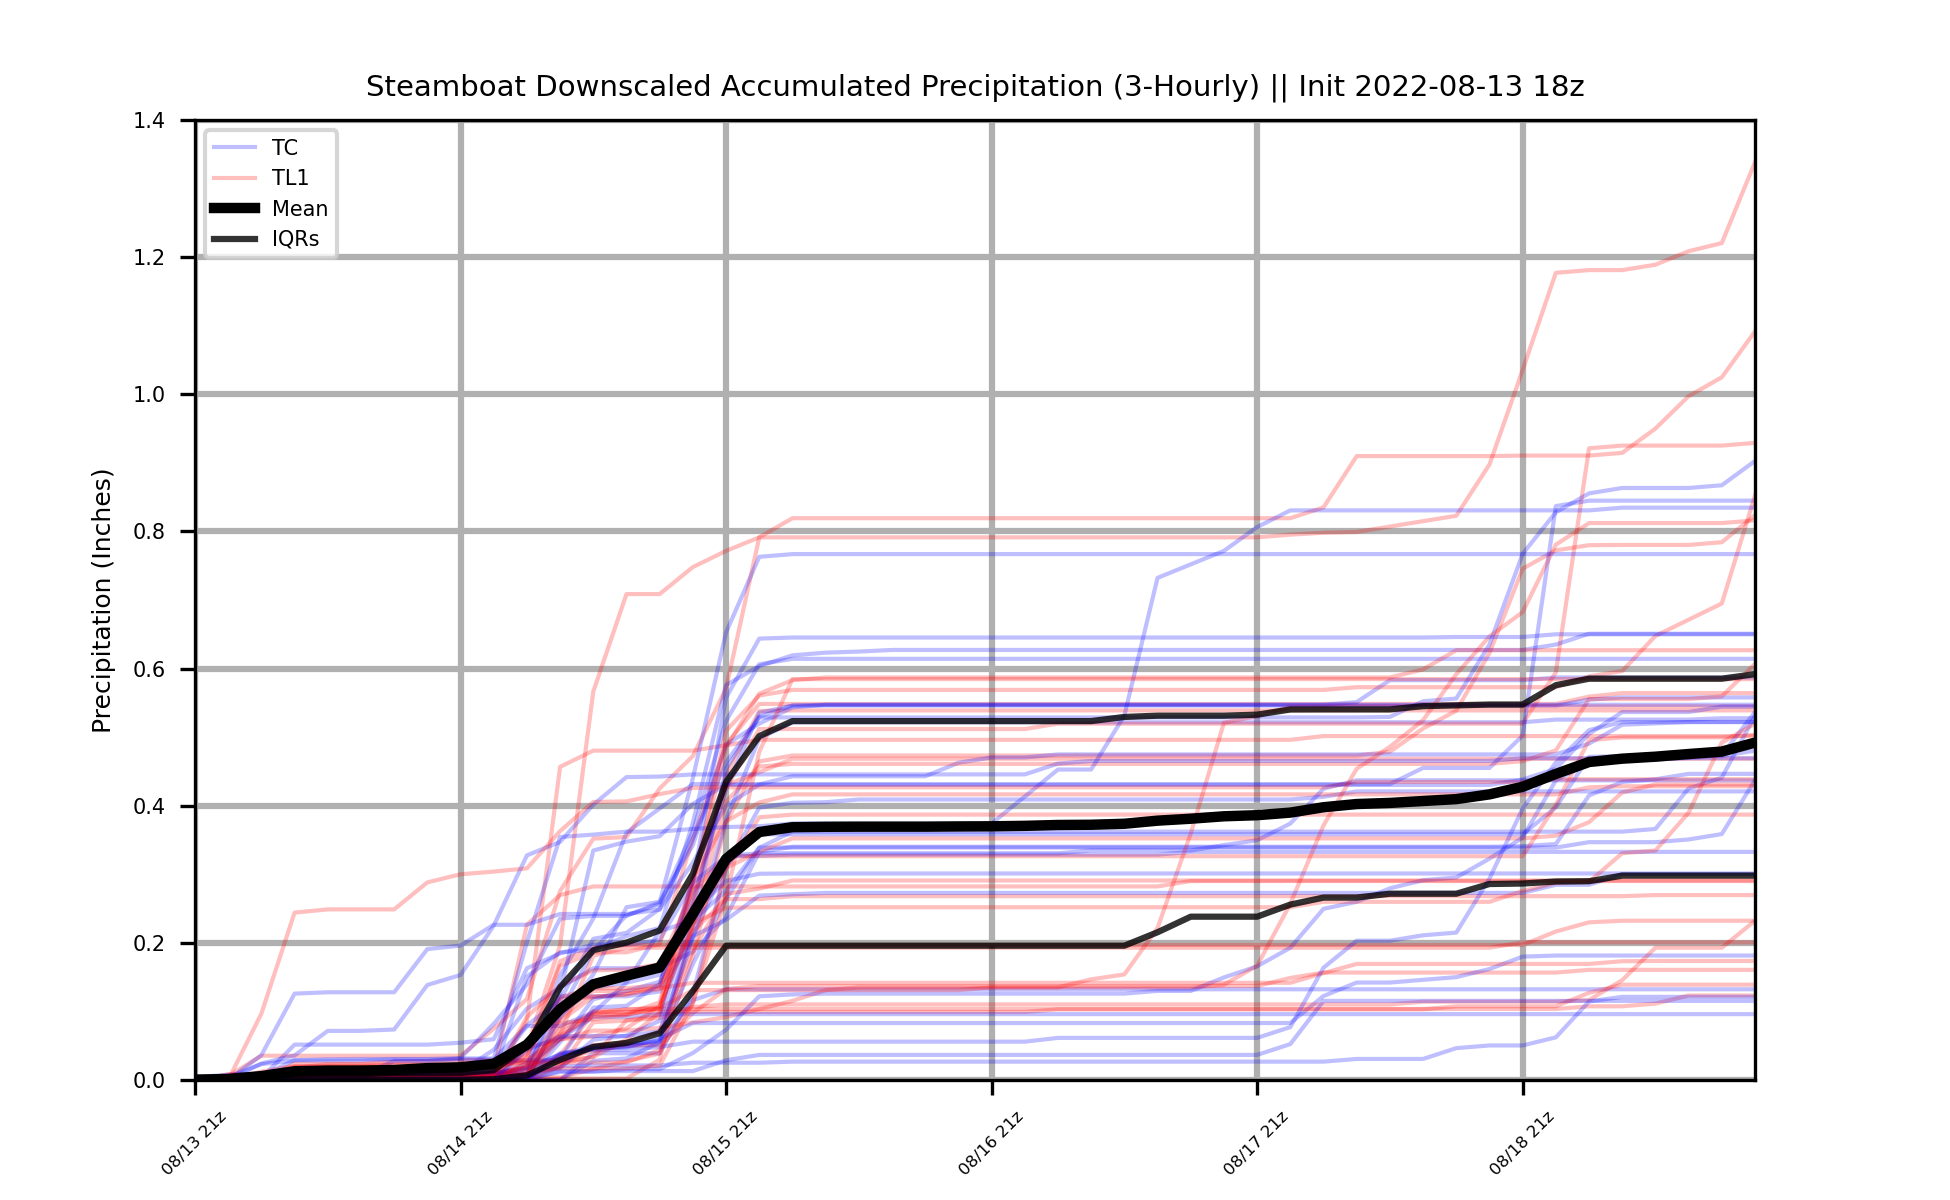 Steamboat Downscaled Accumulated Precipitation (3-Hourly) || Init 2022-08-13 18z
1.4
1.2
1.0
0.8
0.6
0.4
0.2
0.0
Precipitation (Inches)
TC
TL1
Mean
IQRs
08/13 21z
08/14 21z
08/15 21z
08/16 21z
08/17 21z
08/18 21z